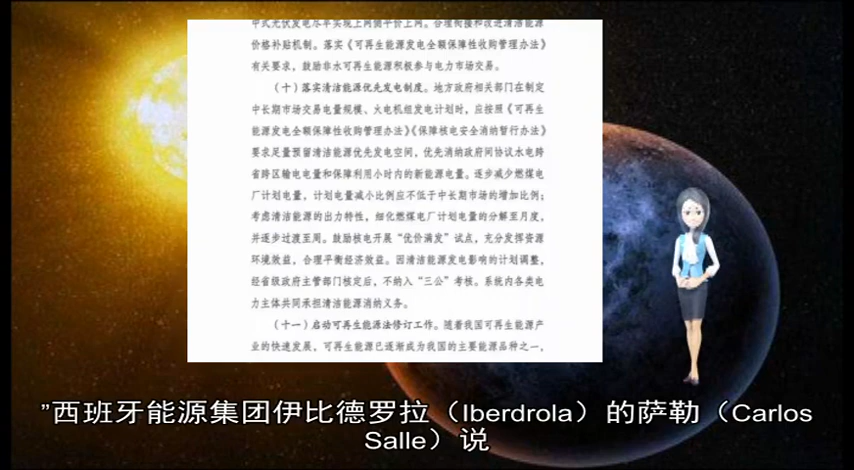 中式光伏发电尽早实现上网侧平价上网。合理衔接和改进清洁能源
价格补贴机制。落实《可再生能源发电全额保障性收购管理办法》
有关要求，鼓励非水可再生能源积极参与电力市场交易。
（十）落实清洁能源优先发电制度。地方政府相关部门在制定
中长期市场交易电量规模、火电机组发电计划时，应按照《可再生
能源发电全额保障性收购管理办法》《保障核电安全消纳暂行办法》
要求足量预留清洁能源优先发电空间，优先消纳政府间协议水电跨
省跨区输电电量和保障利用小时内的新能源电量。逐步减少燃煤电
厂计划电量，计划电量减小比例应不低于中长期市场的增加比例；
考虑清洁能源的出力特性，细化燃煤电厂计划电量的分解至月度，
并逐步过渡至周。鼓励核电开展“优价满发”试点，充分发挥资源
环境效益，合理平衡经济效益。因清洁能源发电影响的计划调整，
经省级政府主管部门核定后，不纳入“三公”考核。系统内各类电
力主体共同承担清洁能源消纳义务。
（十一）启动可再生能源法修订工作。随着我国可再生能源产
业的快速发展，可再生能源已逐渐成为我国的主要能源品种之一，
”西班牙能源集团伊比德罗拉（Iberdrola）的萨勒（Carlos
Salle）说